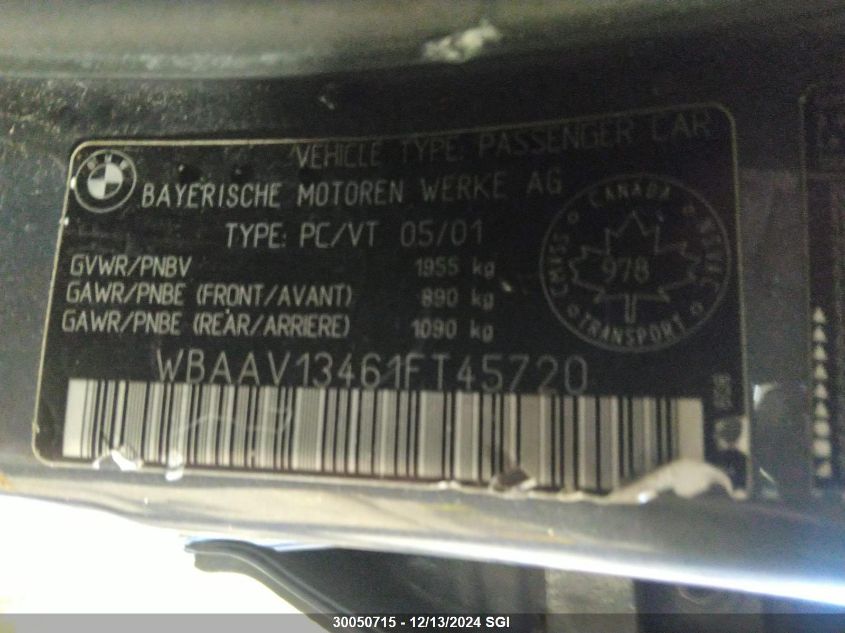 VEHICLE TYPE: PASSENGER CAR
BMW
BAYERISCHE MOTOREN WERKE AG
TYPE: PC/VT 05/01
GVWR/PNBV 1955 kg
GAWR/PNBE (FRONT/AVANT) 890 kg
GAWR/PNBE (REAR/ARRIERE) 1090 kg
CANADA
978
TRANSPORT
WBAAV13461FT45720
30050715 - 12/13/2024 SGI